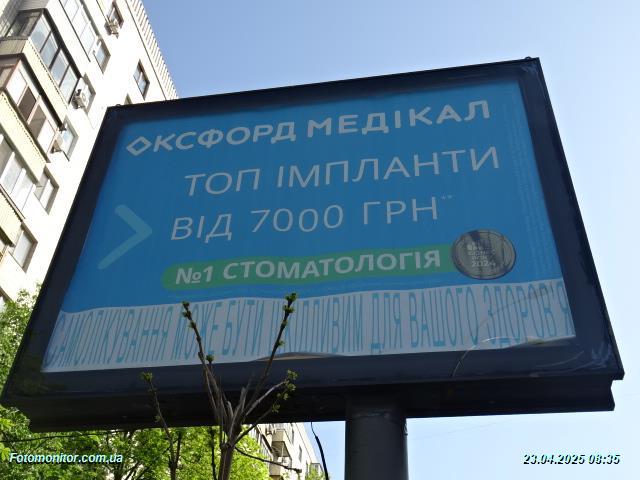 ОКСФОРД МЕДІКАЛ
ТОП ІМПЛАНТИ
ВІД 7000 ГРН**
№1 СТОМАТОЛОГІЯ
2024
САМОЛІКУВАННЯ МОЖЕ БУТИ ШКІДЛИВИМ ДЛЯ ВАШОГО ЗДОРОВ'Я
Fotomonitor.com.ua
23.04.2025 08:35